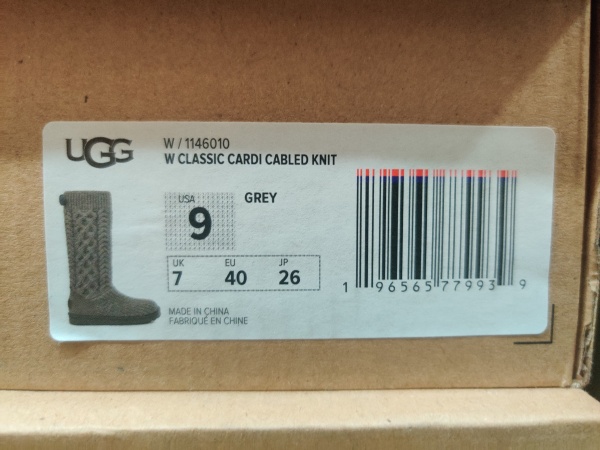 UGG
W / 1146010
W CLASSIC CARDI CABLED KNIT
USA
9
GREY
UK EU JP
7 40 26
MADE IN CHINA
FABRIQUÉ EN CHINE
1 96565 77993 9